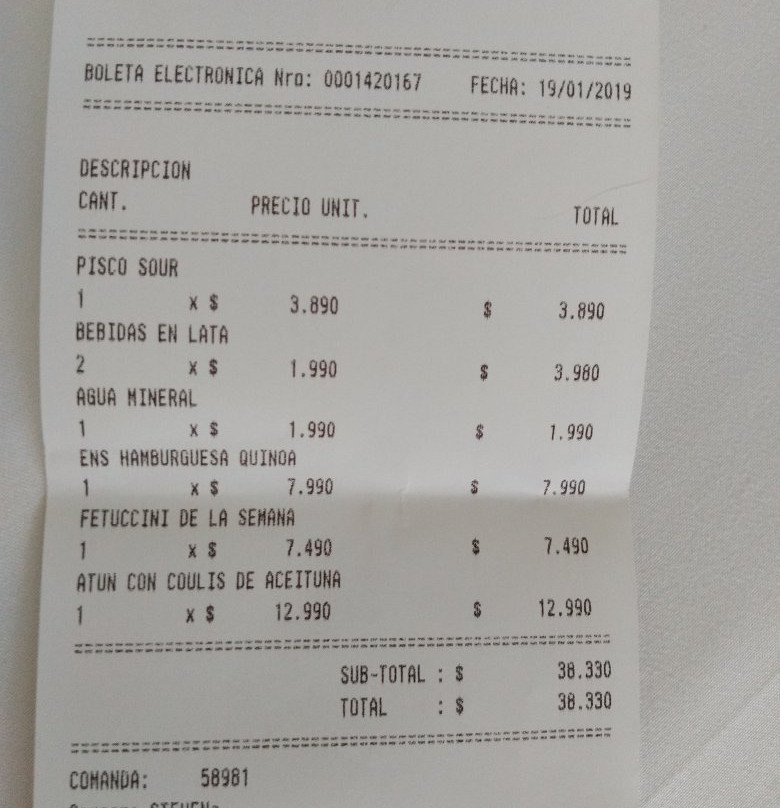 BOLETA ELECTRONICA Nro: 0001420167 FECHA: 19/01/2019
DESCRIPCION
CANT. PRECIO UNIT. TOTAL
PISCO SOUR
1 x $ 3.890 $ 3.890
BEBIDAS EN LATA
2 x $ 1.990 $ 3.980
AGUA MINERAL
1 x $ 1.990 $ 1.990
ENS HAMBURGUESA QUINOA
1 x $ 7.990 $ 7.990
FETUCCINI DE LA SEMANA
1 x $ 7.490 $ 7.490
ATUN CON COULIS DE ACEITUNA
1 x $ 12.990 $ 12.990
SUB-TOTAL : $ 38.330
TOTAL : $ 38.330
COMANDA: 58981